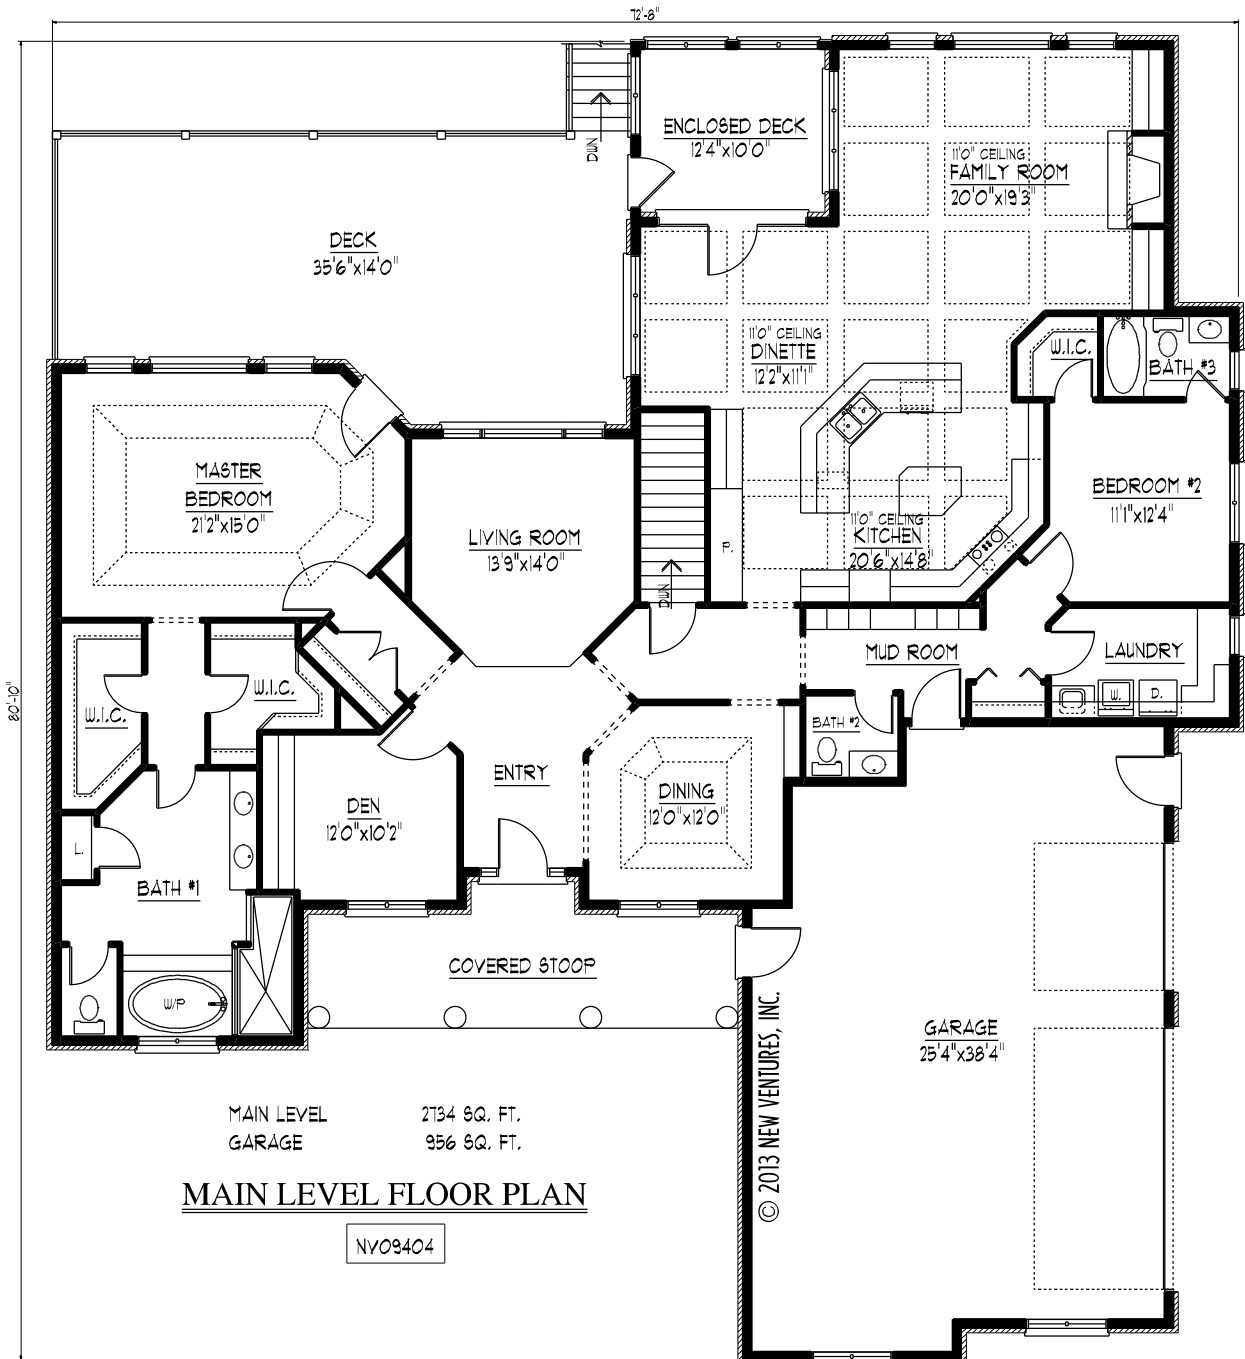 72'-8"
ENCLOSED DECK
12'4"x10'0"
11'0" CEILING
FAMILY ROOM
20'0"x19'3"
DWN
DECK
35'6"x14'0"
11'0" CEILING
DINETTE
12'2"x11'1"
W.I.C.
BATH #3
MASTER
BEDROOM
21'2"x15'0"
BEDROOM #2
11'1"x12'4"
LIVING ROOM
13'9"x14'0"
11'0" CEILING
KITCHEN
20'6"x14'8"
P.
DWN
MUD ROOM
LAUNDRY
W.I.C.
W.I.C.
W.
D.
80'-10"
BATH #2
ENTRY
DEN
12'0"x10'2"
DINING
12'0"x12'0"
L.
BATH #1
COVERED STOOP
W/P
GARAGE
25'4"x38'4"
© 2013 NEW VENTURES, INC.
MAIN LEVEL 2734 SQ. FT.
GARAGE 956 SQ. FT.
MAIN LEVEL FLOOR PLAN
NV09404